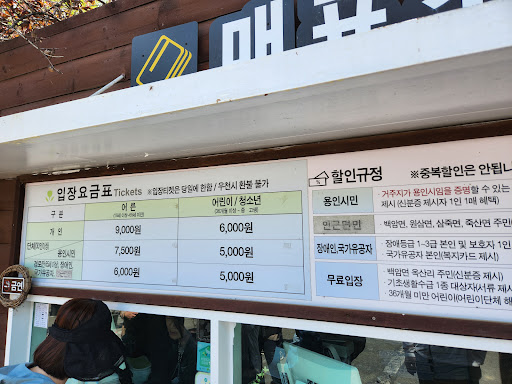 매표소
입장요금표 Tickets ※입장티켓은 당일에 한함 / 우천시 환불 불가
구 분 어 른 어린이 / 청소년
개 인 9,000원 6,000원
용인시민 7,500원 5,000원
6,000원 5,000원
할인규정 ※중복할인은 안됩니
용인시민 · 거주지가 용인시임을 증명할 수 있는
제시 (신분증 제시자 1인 1매 혜택)
· 백암면, 원삼면, 삼죽면, 죽산면 주민
장애인,국가유공자 · 장애등급 1~3급 본인 및 보호자 1인
· 국가유공자 본인(복지카드 제시)
무료입장 · 백암면 옥산리 주민(신분증 제시)
· 기초생활수급 1종 대상자(서류 제시
· 36개월 미만 어린이(어린이단체 해
금연